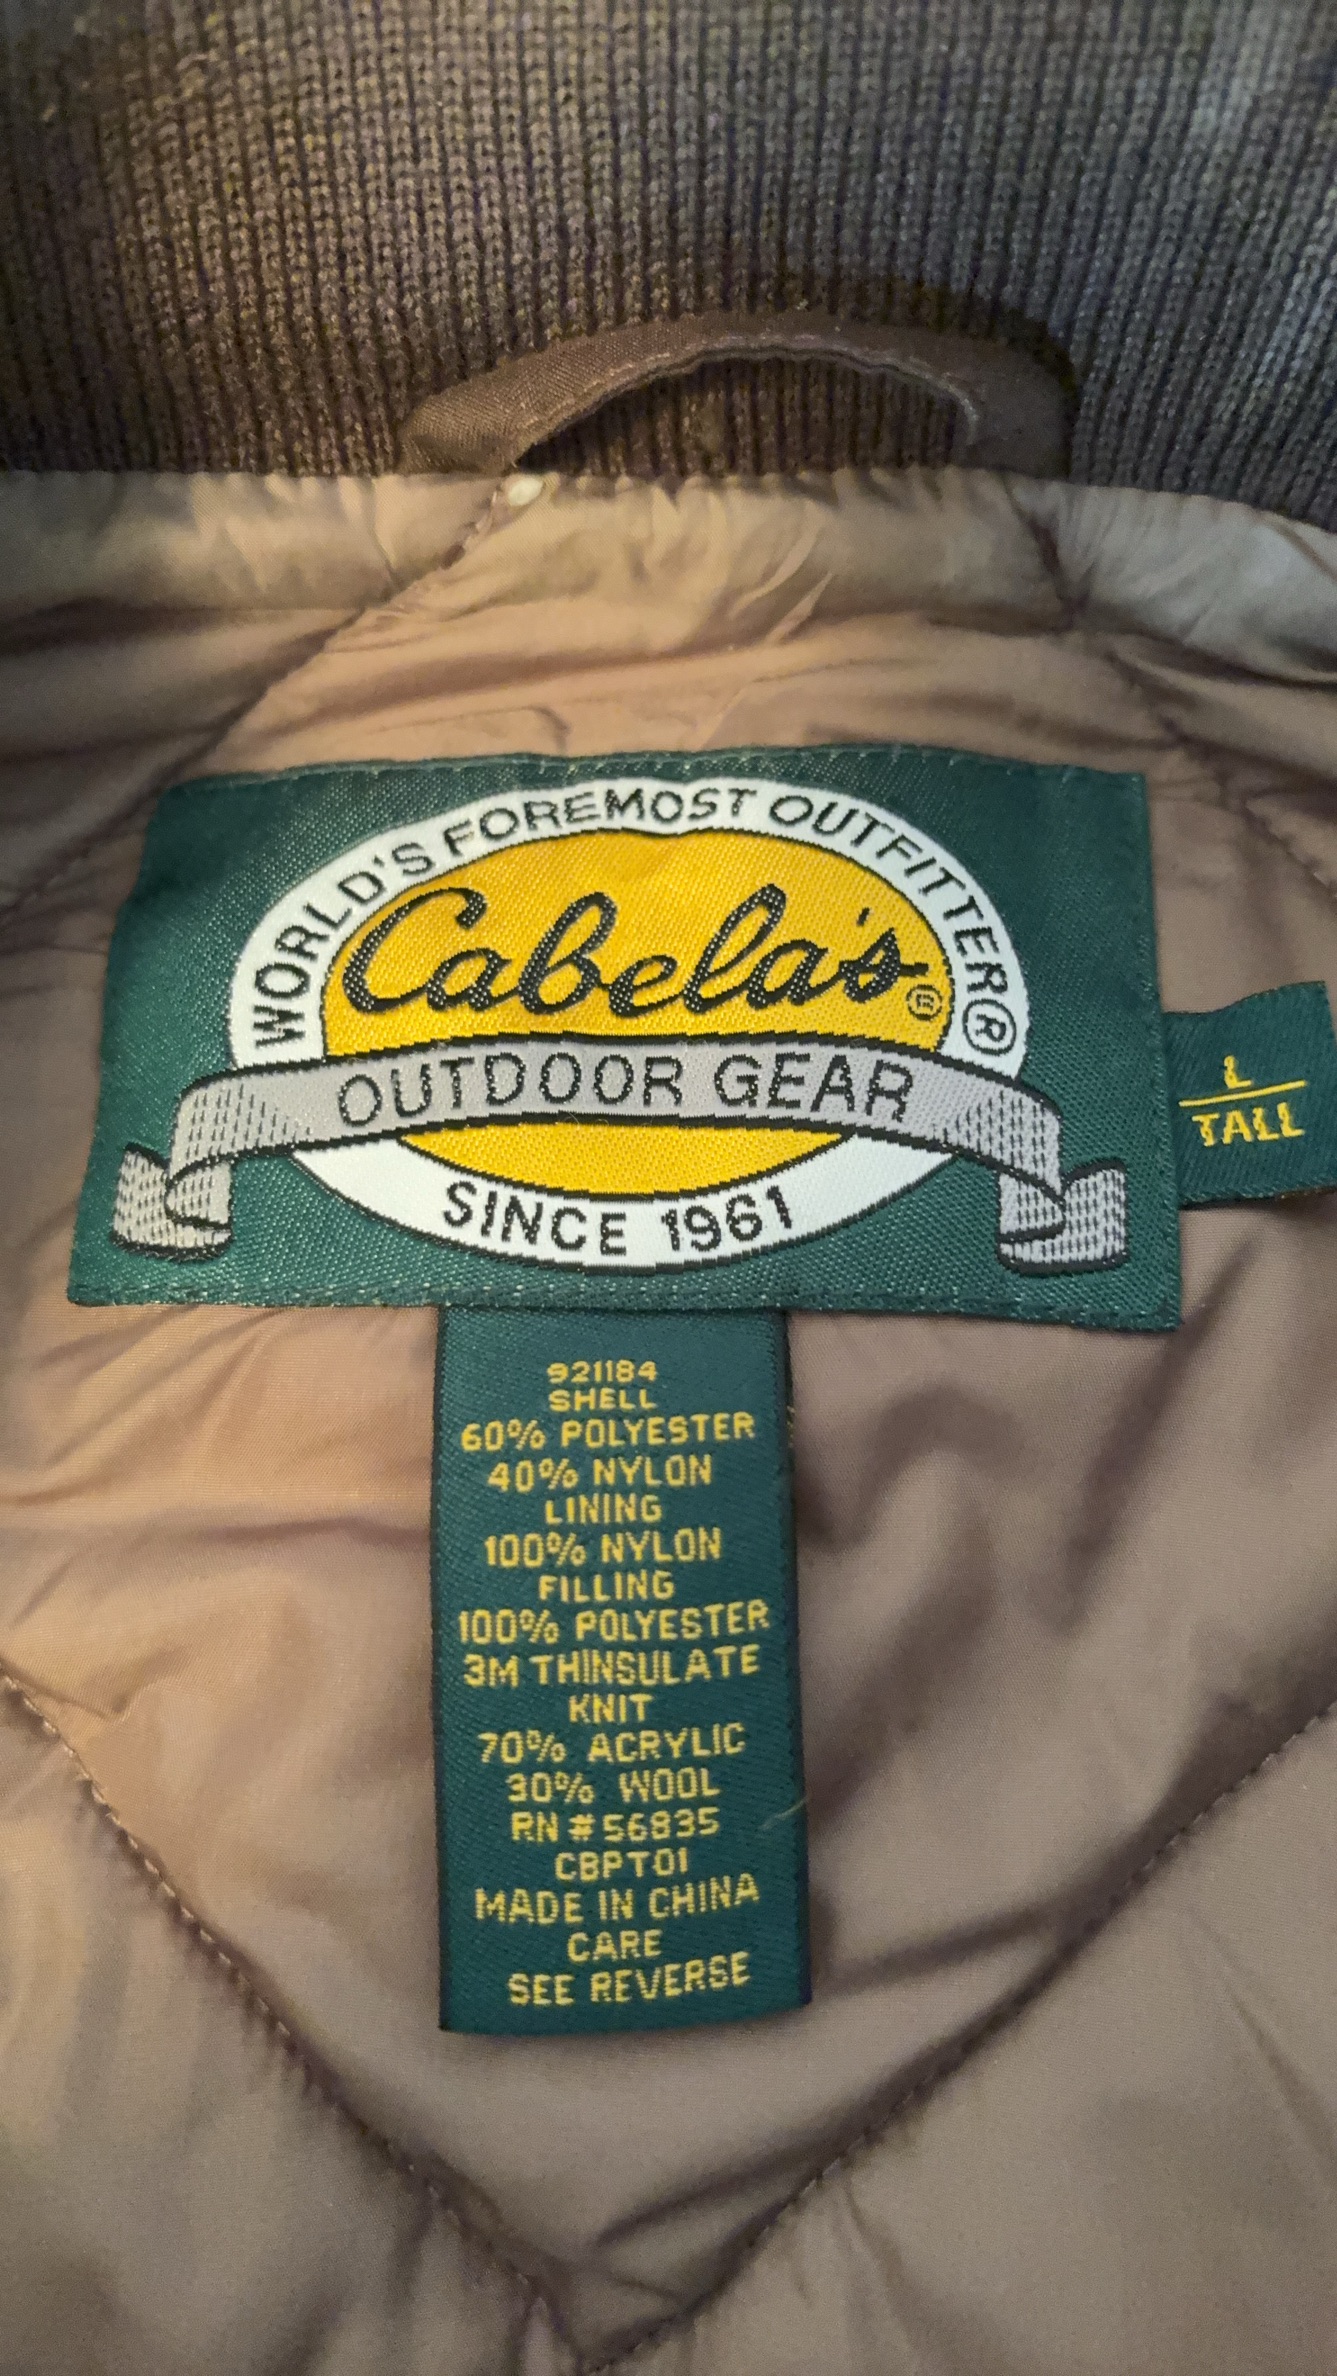 WORLD'S FOREMOST OUTFITTER®
Cabela's®
OUTDOOR GEAR
SINCE 1961
L
TALL
921184
SHELL
60% POLYESTER
40% NYLON
LINING
100% NYLON
FILLING
100% POLYESTER
3M THINSULATE
KNIT
70% ACRYLIC
30% WOOL
RN # 56835
CBPT01
MADE IN CHINA
CARE
SEE REVERSE